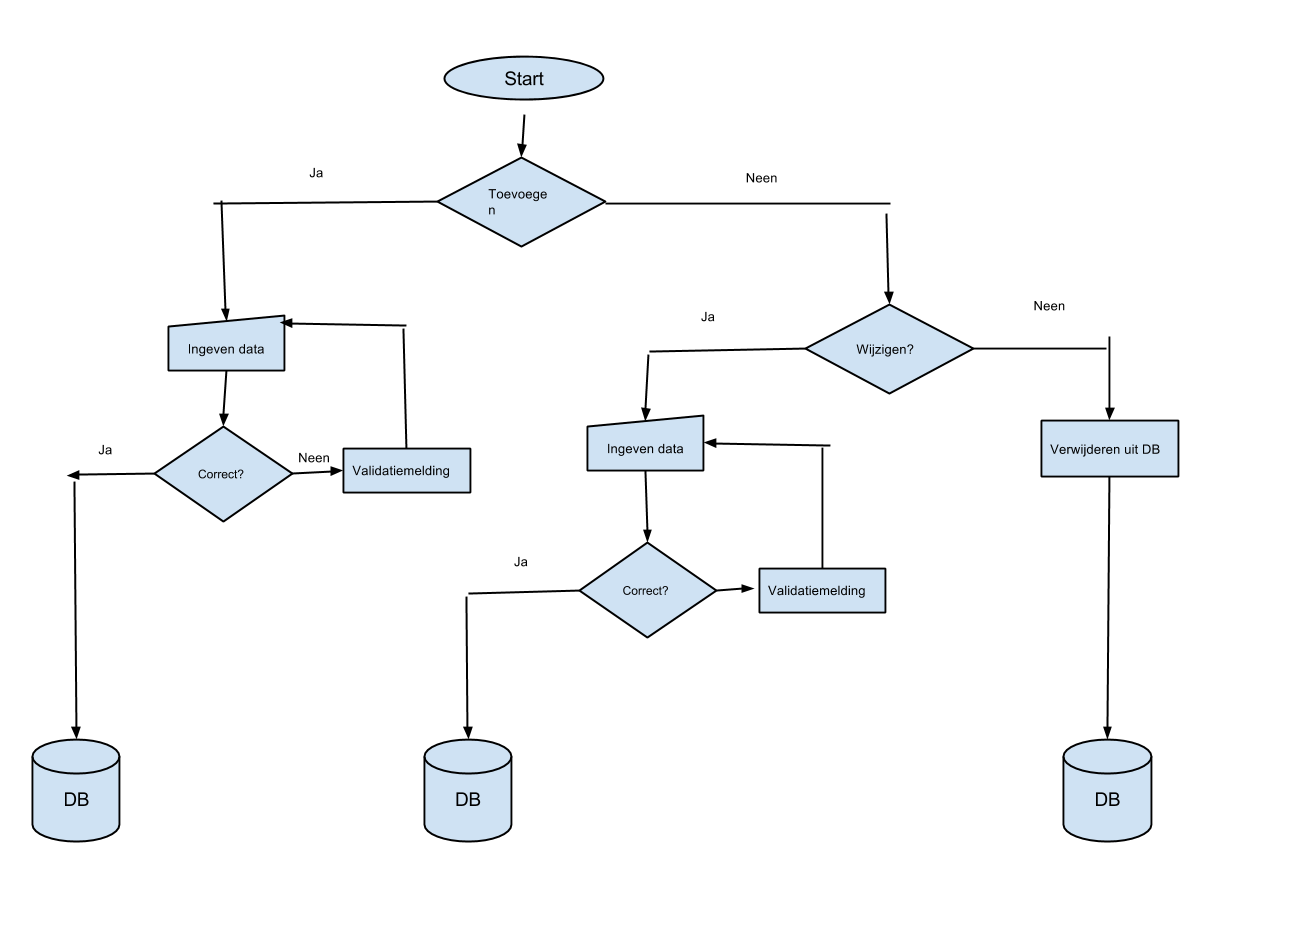 Start
Ja
Neen
Toevoege
n
Neen
Ja
Ingeven data
Wijzigen?
Ja
Neen
Correct?
Validatiemelding
Ingeven data
Verwijderen uit DB
Ja
Correct?
Validatiemelding
DB
DB
DB